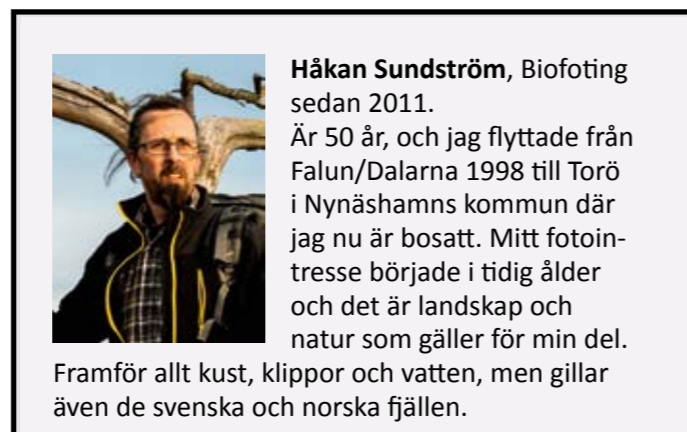 Håkan Sundström, Biofoting
sedan 2011.
Är 50 år, och jag flyttade från
Falun/Dalarna 1998 till Torö
i Nynäshamns kommun där
jag nu är bosatt. Mitt fotoin-
tresse började i tidig ålder
och det är landskap och
natur som gäller för min del.
Framför allt kust, klippor och vatten, men gillar
även de svenska och norska fjällen.